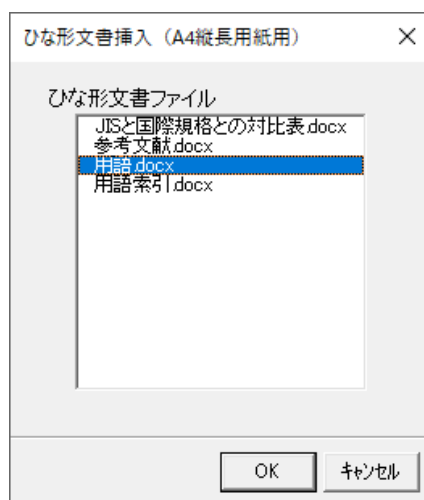 ひな形文書挿入（A4縦長用紙用）
ひな形文書ファイル
JISと国際規格との対比表.docx
参考文献.docx
用語.docx
用語索引.docx
OK
キャンセル